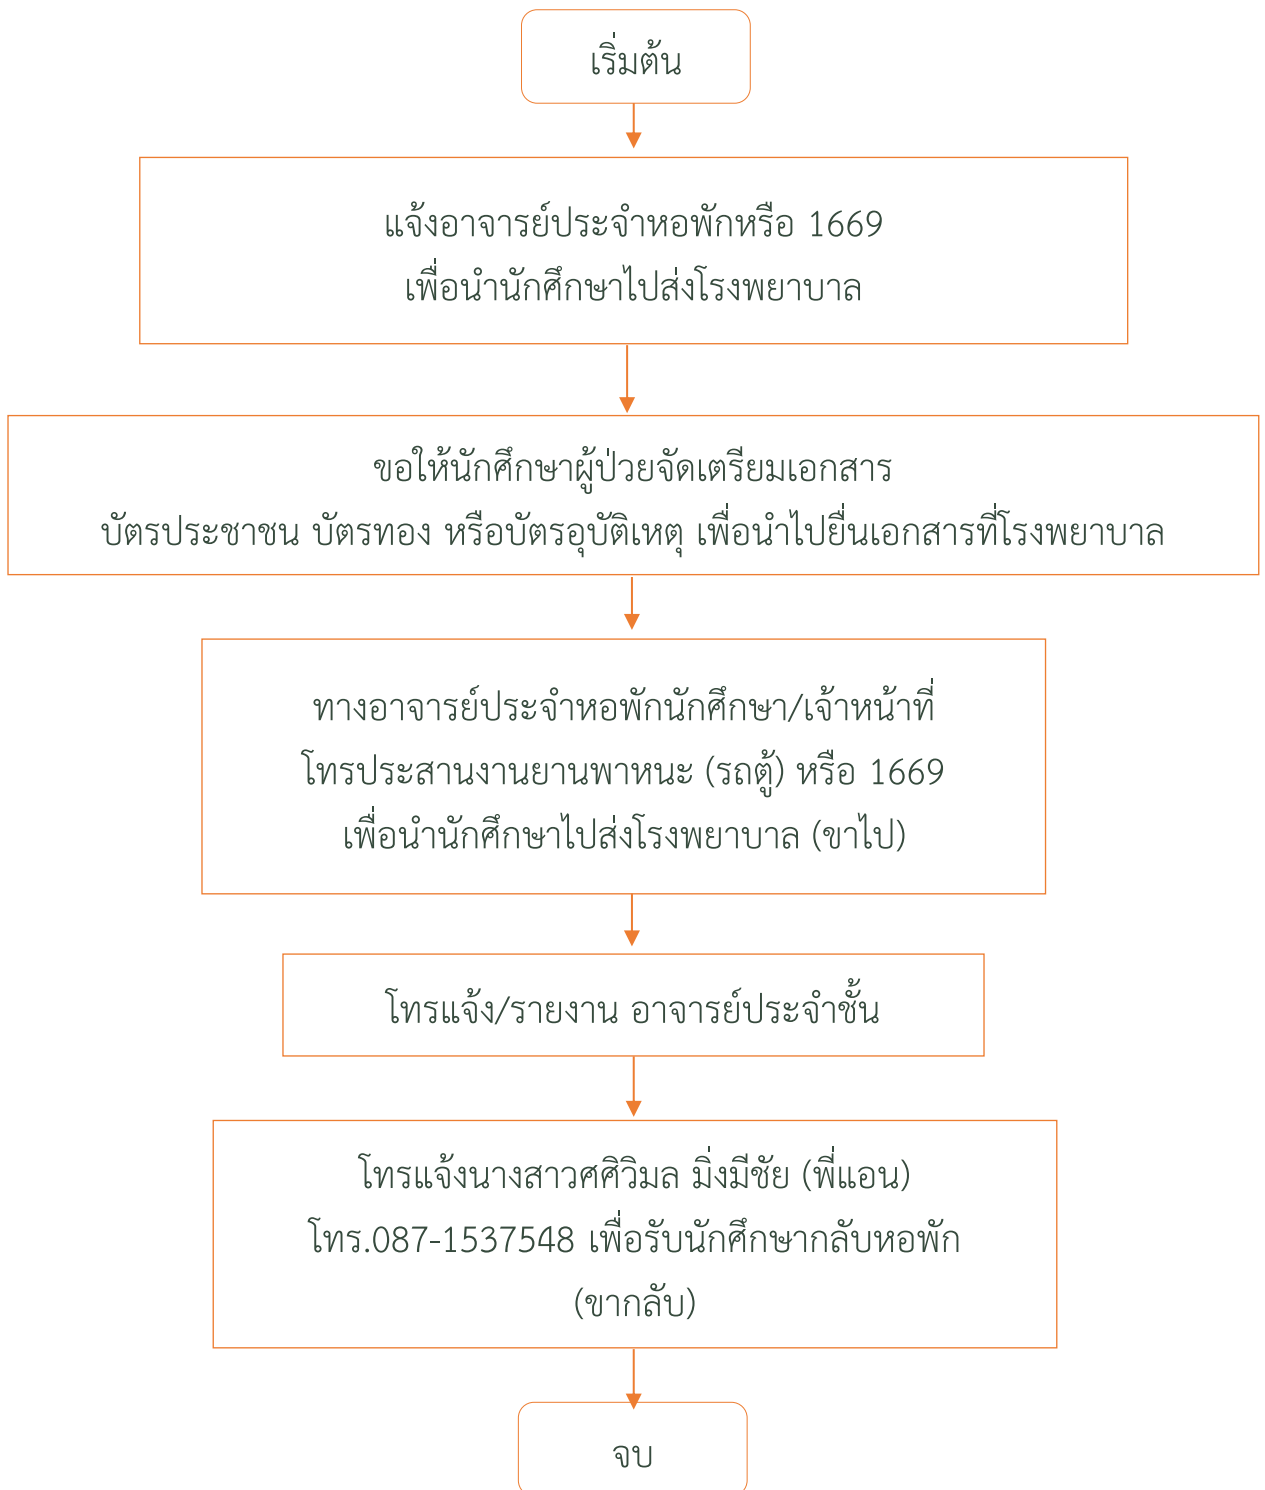 เริ่มต้น
แจ้งอาจารย์ประจำหอพักหรือ 1669
เพื่อนำนักศึกษาไปส่งโรงพยาบาล
ขอให้นักศึกษาผู้ป่วยจัดเตรียมเอกสาร
บัตรประชาชน บัตรทอง หรือบัตรอุบัติเหตุ เพื่อนำไปยื่นเอกสารที่โรงพยาบาล
ทางอาจารย์ประจำหอพักนักศึกษา/เจ้าหน้าที่
โทรประสานงานยานพาหนะ (รถตู้) หรือ 1669
เพื่อนำนักศึกษาไปส่งโรงพยาบาล (ขาไป)
โทรแจ้ง/รายงาน อาจารย์ประจำชั้น
โทรแจ้งนางสาวศศิวิมล มิ่งมีชัย (พี่แอน)
โทร.087-1537548 เพื่อรับนักศึกษากลับหอพัก
(ขากลับ)
จบ